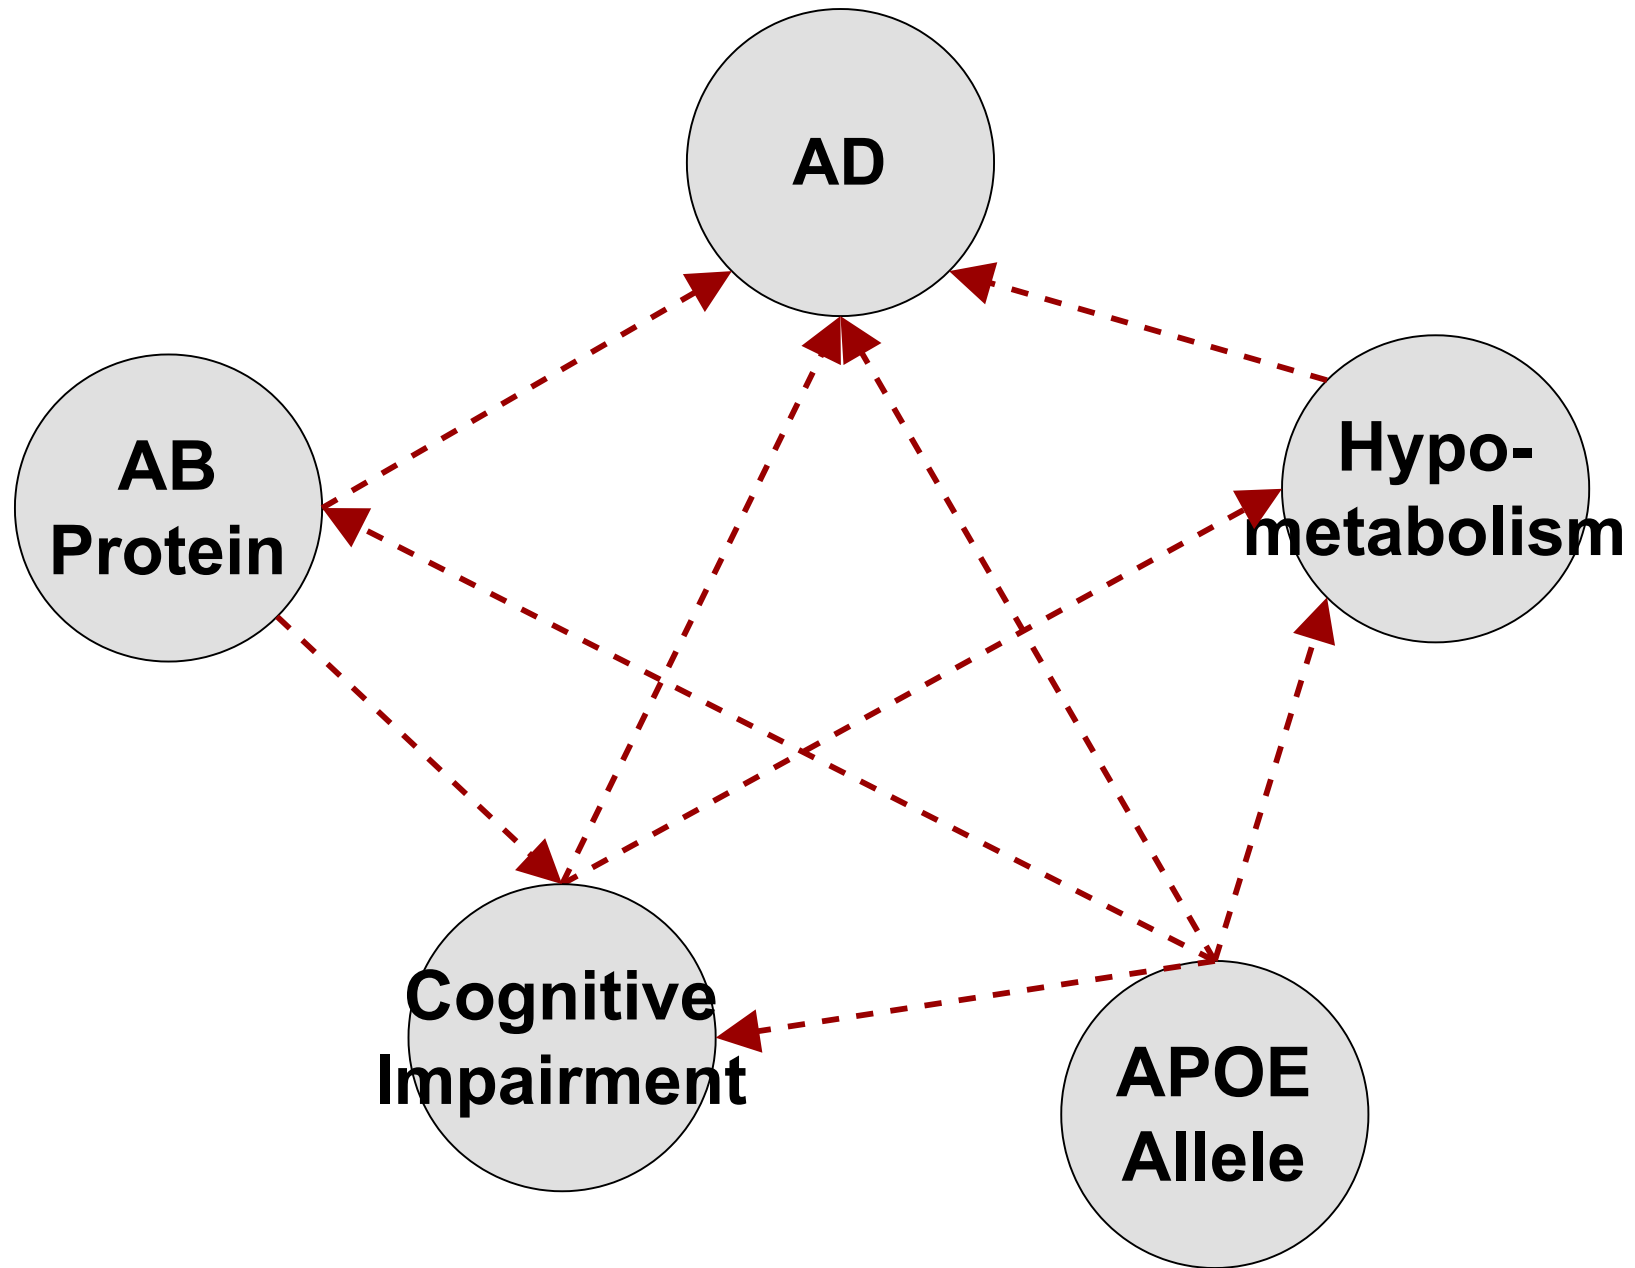 AD
AB
Protein
Hypo-
metabolism
Cognitive
Impairment
APOE
Allele